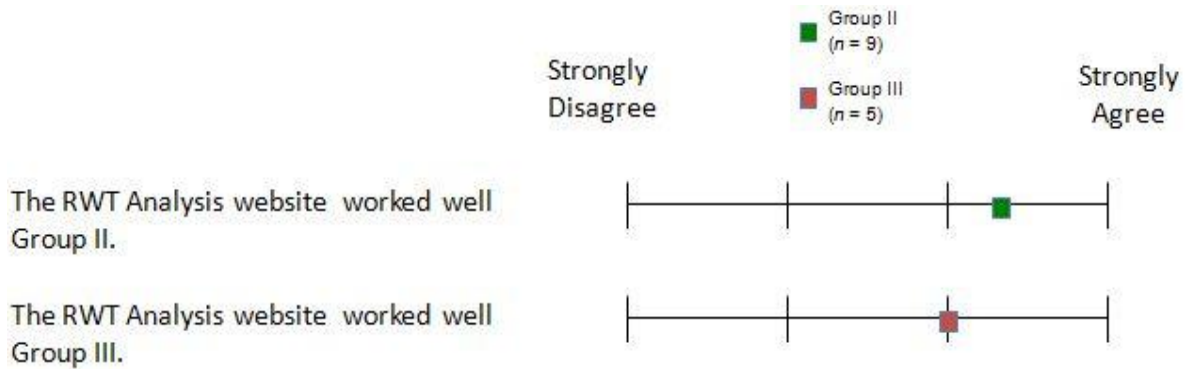 Group II
(n = 9)
Strongly
Disagree
Group III
(n = 5)
Strongly
Agree
The RWT Analysis website worked well
Group II.
The RWT Analysis website worked well
Group III.